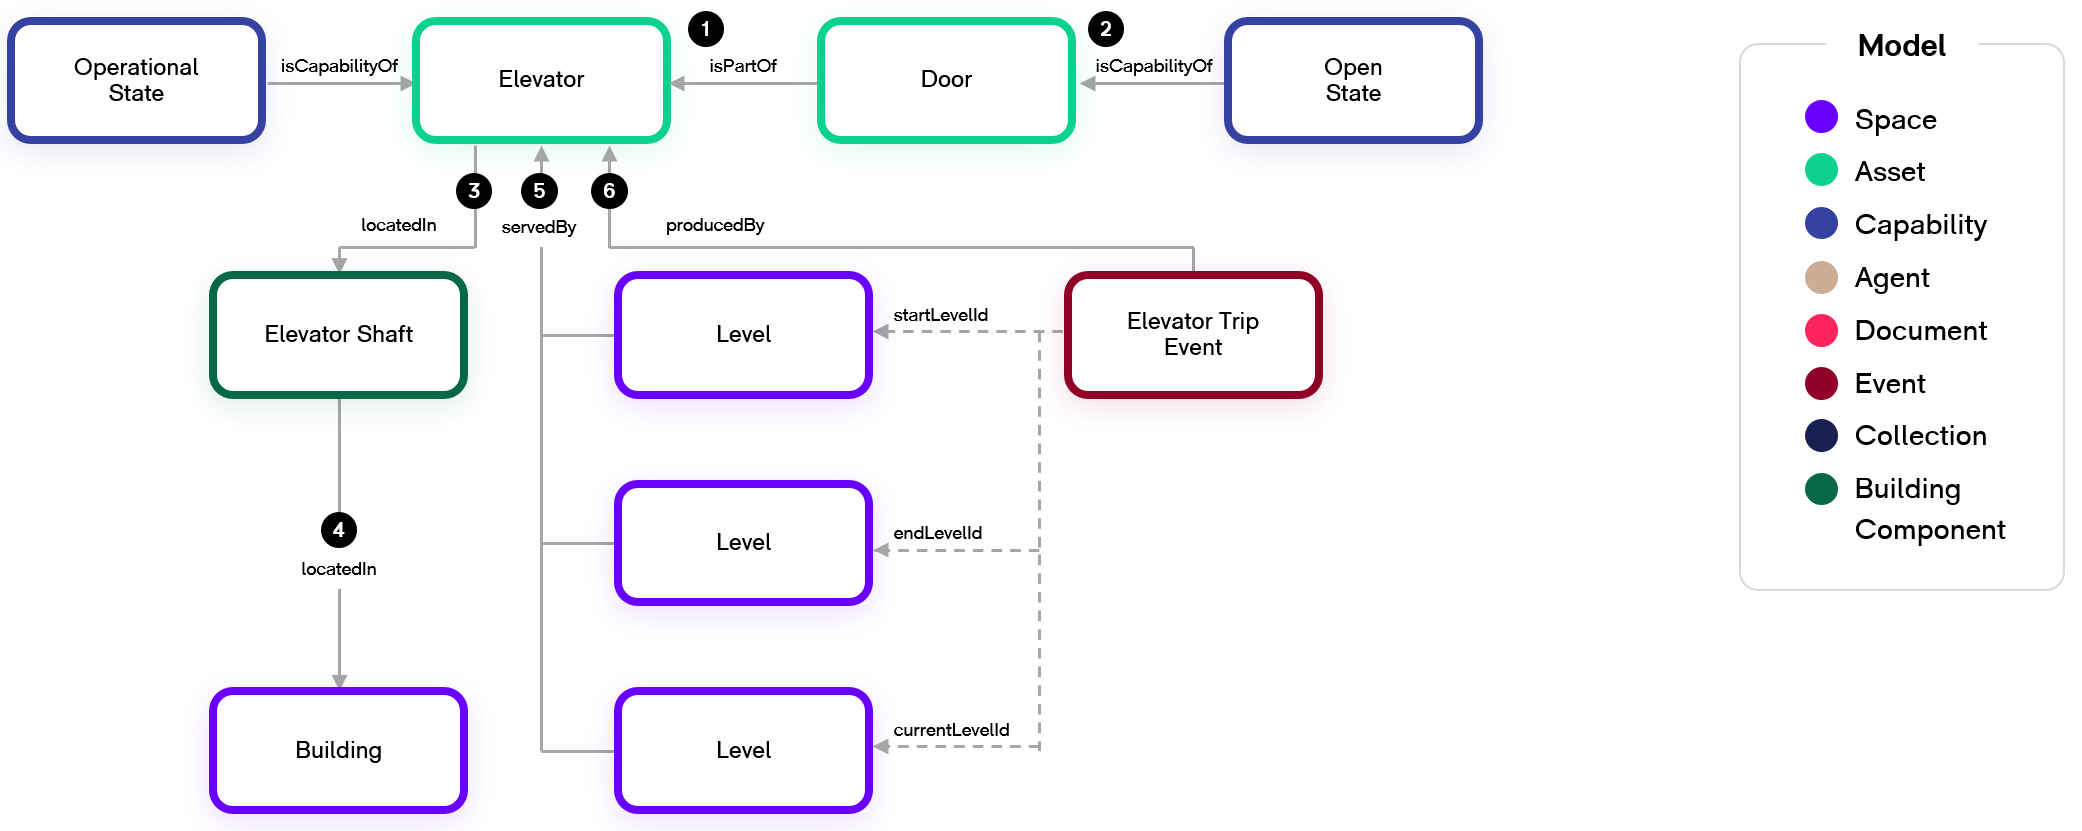 Operational
State
isCapabilityOf
Elevator
1
isPartOf
Door
2
isCapabilityOf
Open
State
3
5
6
locatedIn
servedBy
producedBy
Elevator Shaft
Level
startLevelId
Elevator Trip
Event
4
locatedIn
Level
endLevelId
Building
Level
currentLevelId
Model
Space
Asset
Capability
Agent
Document
Event
Collection
Building
Component